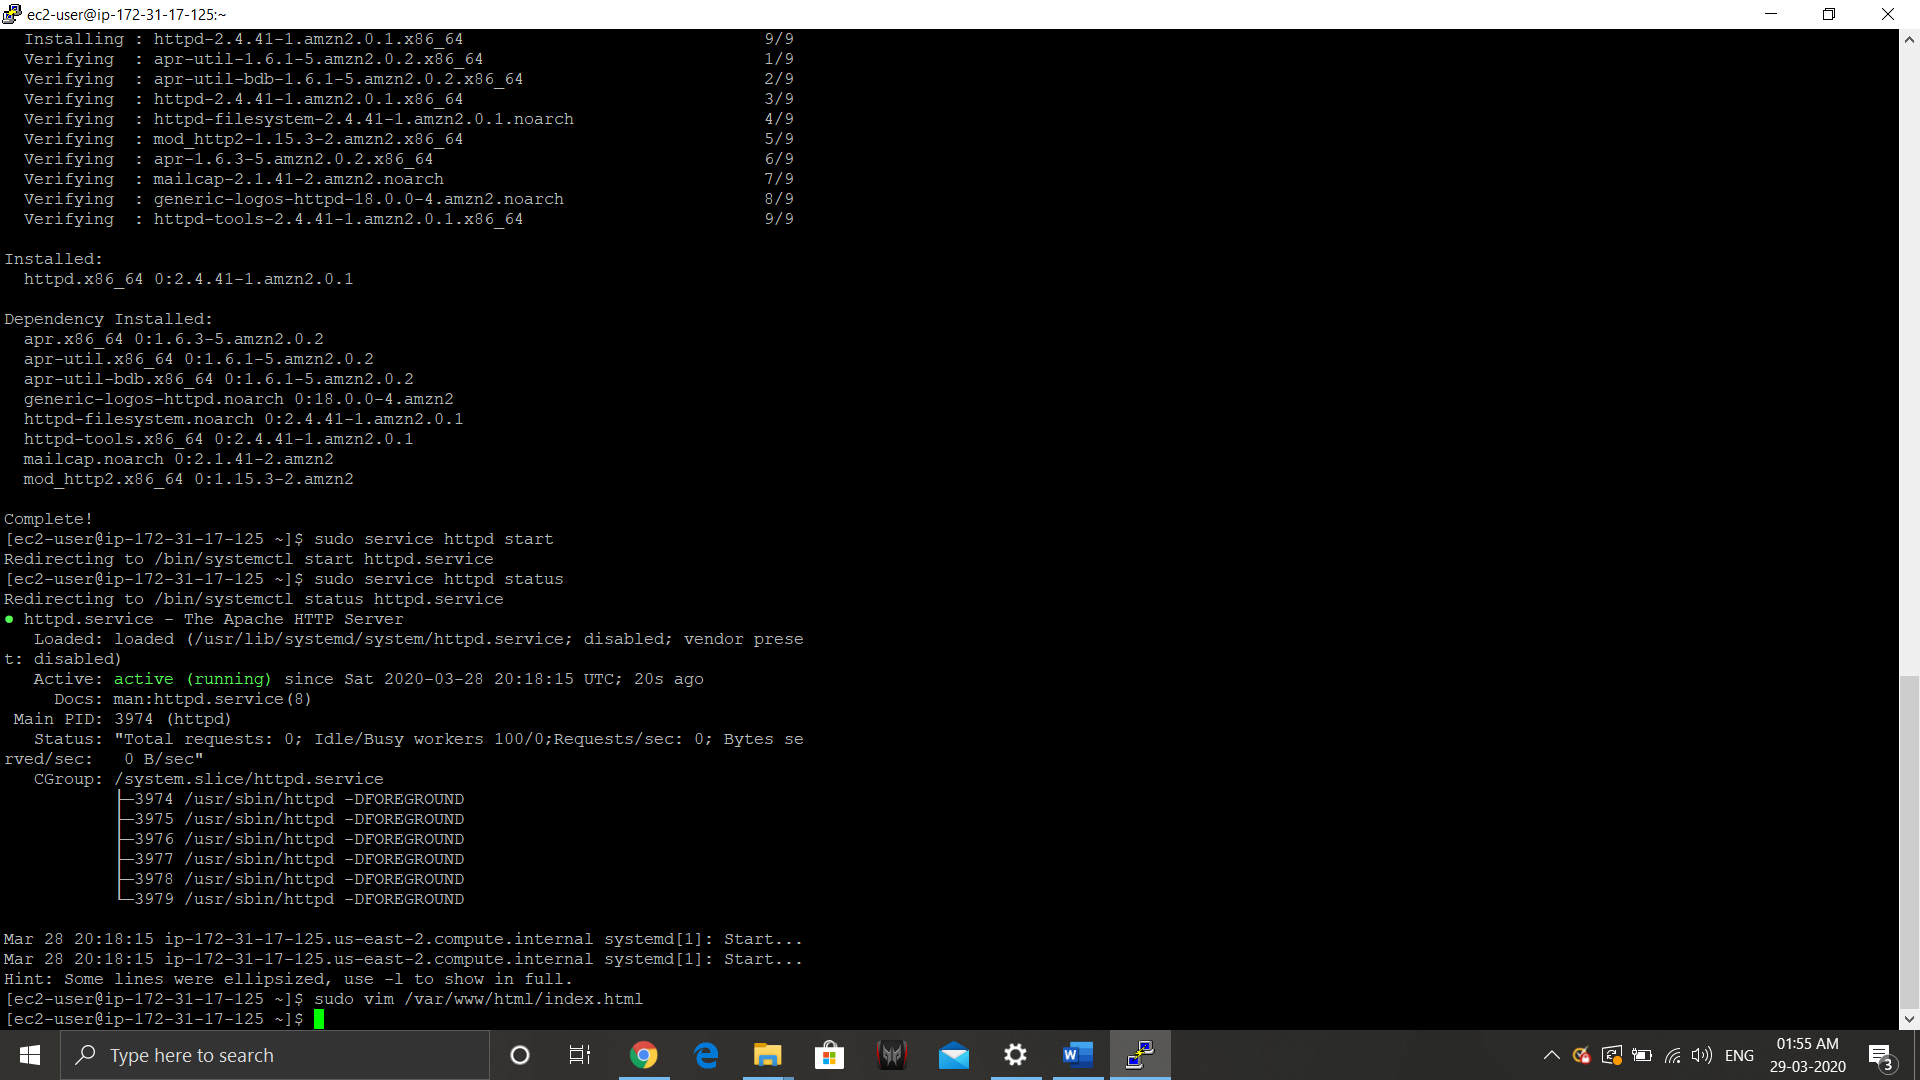 ec2-user@ip-172-31-17-125:~
  Installing : httpd-2.4.41-1.amzn2.0.1.x86_64                              9/9
  Verifying  : apr-util-1.6.1-5.amzn2.0.2.x86_64                            1/9
  Verifying  : apr-util-bdb-1.6.1-5.amzn2.0.2.x86_64                        2/9
  Verifying  : httpd-2.4.41-1.amzn2.0.1.x86_64                              3/9
  Verifying  : httpd-filesystem-2.4.41-1.amzn2.0.1.noarch                   4/9
  Verifying  : mod_http2-1.15.3-2.amzn2.x86_64                              5/9
  Verifying  : apr-1.6.3-5.amzn2.0.2.x86_64                                 6/9
  Verifying  : mailcap-2.1.41-2.amzn2.noarch                                7/9
  Verifying  : generic-logos-httpd-18.0.0-4.amzn2.noarch                    8/9
  Verifying  : httpd-tools-2.4.41-1.amzn2.0.1.x86_64                        9/9
Installed:
  httpd.x86_64 0:2.4.41-1.amzn2.0.1
Dependency Installed:
  apr.x86_64 0:1.6.3-5.amzn2.0.2
  apr-util.x86_64 0:1.6.1-5.amzn2.0.2
  apr-util-bdb.x86_64 0:1.6.1-5.amzn2.0.2
  generic-logos-httpd.noarch 0:18.0.0-4.amzn2
  httpd-filesystem.noarch 0:2.4.41-1.amzn2.0.1
  httpd-tools.x86_64 0:2.4.41-1.amzn2.0.1
  mailcap.noarch 0:2.1.41-2.amzn2
  mod_http2.x86_64 0:1.15.3-2.amzn2
Complete!
[ec2-user@ip-172-31-17-125 ~]$ sudo service httpd start
Redirecting to /bin/systemctl start httpd.service
[ec2-user@ip-172-31-17-125 ~]$ sudo service httpd status
Redirecting to /bin/systemctl status httpd.service
● httpd.service - The Apache HTTP Server
   Loaded: loaded (/usr/lib/systemd/system/httpd.service; disabled; vendor prese
t: disabled)
   Active: active (running) since Sat 2020-03-28 20:18:15 UTC; 20s ago
     Docs: man:httpd.service(8)
 Main PID: 3974 (httpd)
   Status: "Total requests: 0; Idle/Busy workers 100/0;Requests/sec: 0; Bytes se
rved/sec:   0 B/sec"
   CGroup: /system.slice/httpd.service
           ├─3974 /usr/sbin/httpd -DFOREGROUND
           ├─3975 /usr/sbin/httpd -DFOREGROUND
           ├─3976 /usr/sbin/httpd -DFOREGROUND
           ├─3977 /usr/sbin/httpd -DFOREGROUND
           ├─3978 /usr/sbin/httpd -DFOREGROUND
           └─3979 /usr/sbin/httpd -DFOREGROUND
Mar 28 20:18:15 ip-172-31-17-125.us-east-2.compute.internal systemd[1]: Start...
Mar 28 20:18:15 ip-172-31-17-125.us-east-2.compute.internal systemd[1]: Start...
Hint: Some lines were ellipsized, use -l to show in full.
[ec2-user@ip-172-31-17-125 ~]$ sudo vim /var/www/html/index.html
[ec2-user@ip-172-31-17-125 ~]$
Type here to search
ENG
01:55 AM
29-03-2020
3